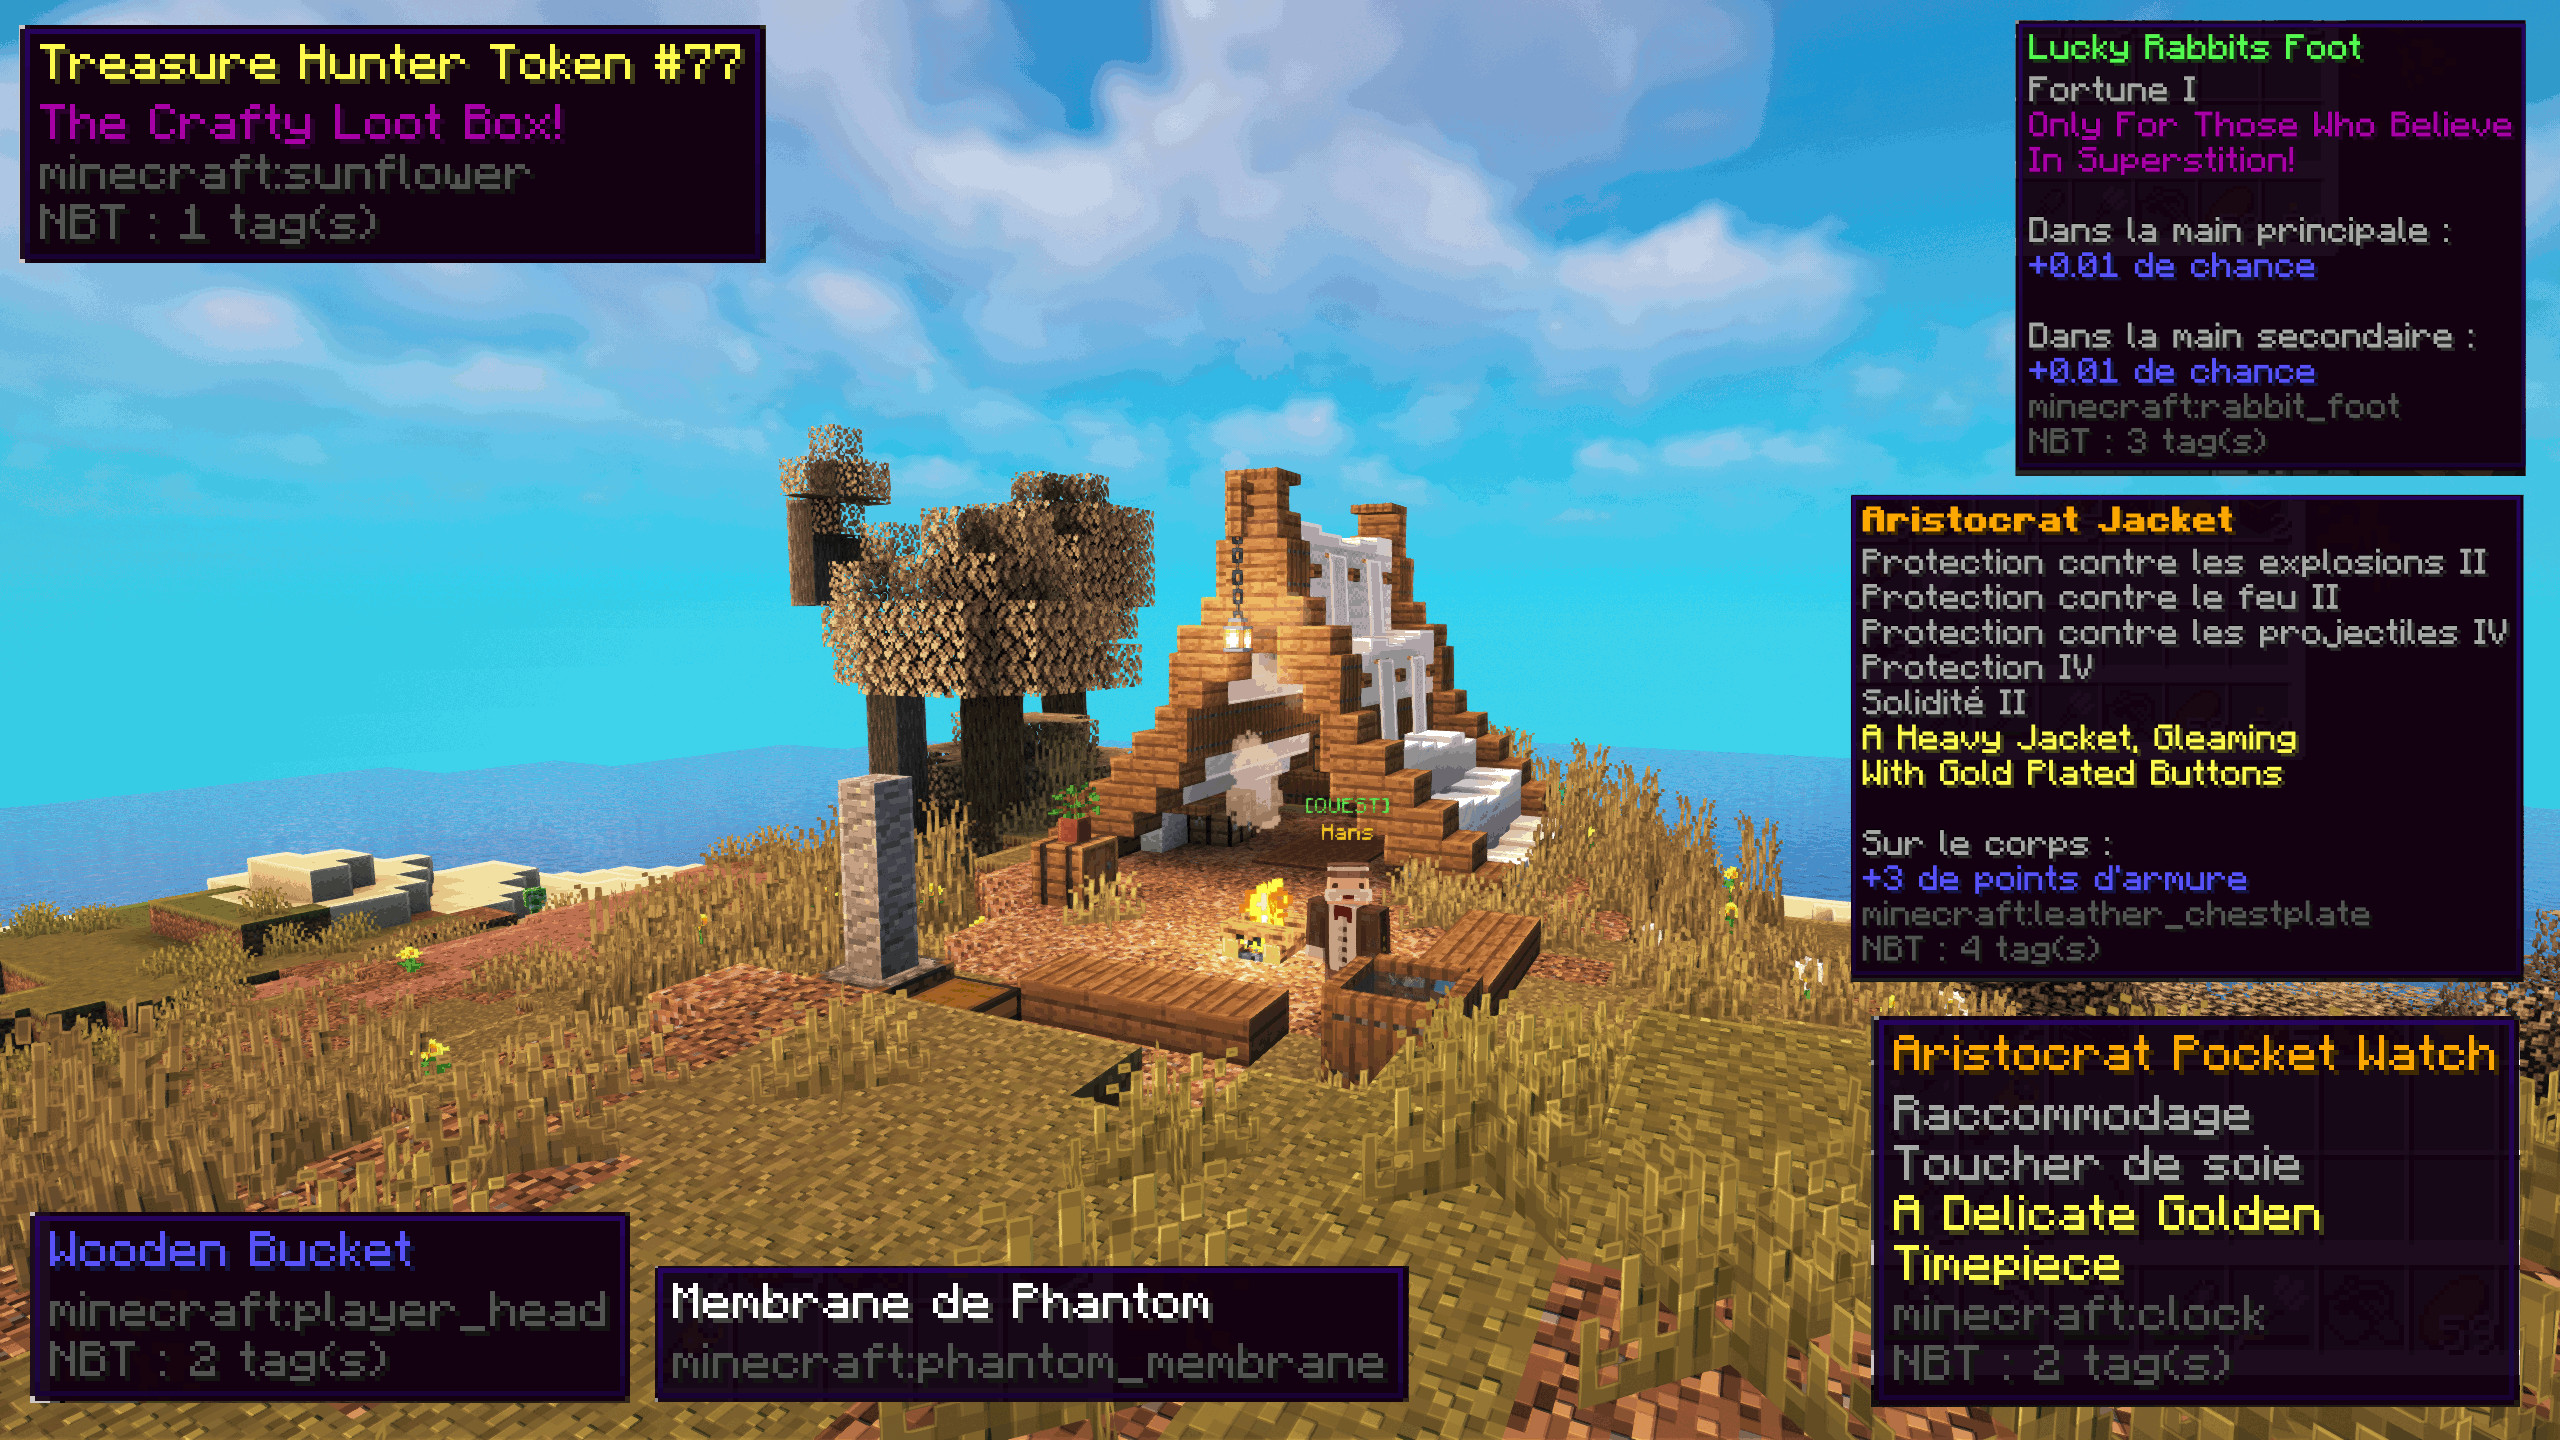 Treasure Hunter Token #77
The Crafty Loot Box!
minecraft:sunflower
NBT : 1 tag(s)
Lucky Rabbits Foot
Fortune I
Only For Those Who Believe
In Superstition!
Dans la main principale :
+0.01 de chance
Dans la main secondaire :
+0.01 de chance
minecraft:rabbit_foot
NBT : 3 tag(s)
Aristocrat Jacket
Protection contre les explosions II
Protection contre le feu II
Protection contre les projectiles IV
Protection IV
Solidité II
A Heavy Jacket, Gleaming
With Gold Plated Buttons
Sur le corps :
+3 de points d'armure
minecraft:leather_chestplate
NBT : 4 tag(s)
[QUEST]
Hans
Aristocrat Pocket Watch
Raccommodage
Toucher de soie
A Delicate Golden
Timepiece
minecraft:clock
NBT : 2 tag(s)
Wooden Bucket
minecraft:player_head
NBT : 2 tag(s)
Membrane de Phantom
minecraft:phantom_membrane